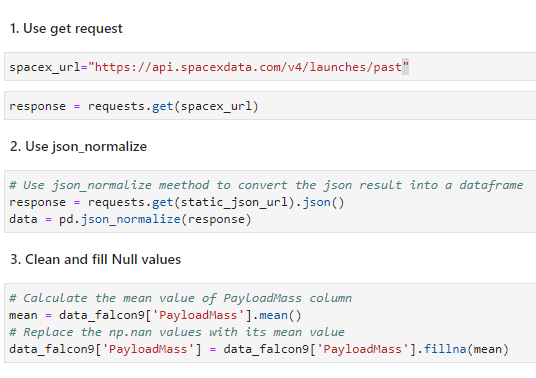 1. Use get request
spacex_url="https://api.spacexdata.com/v4/launches/past"
response = requests.get(spacex_url)
2. Use json_normalize
# Use json_normalize meethod to convert the json result into a dataframe
response = requests.get(static_json_url).json()
data = pd.json_normalize(response)
3. Clean and fill Null values
# Calculate the mean value of PayloadMass column
mean = data_falcon9['PayloadMass'].mean()
# Replace the np.nan values with its mean value
data_falcon9['PayloadMass'] = data_falcon9['PayloadMass'].fillna(mean)